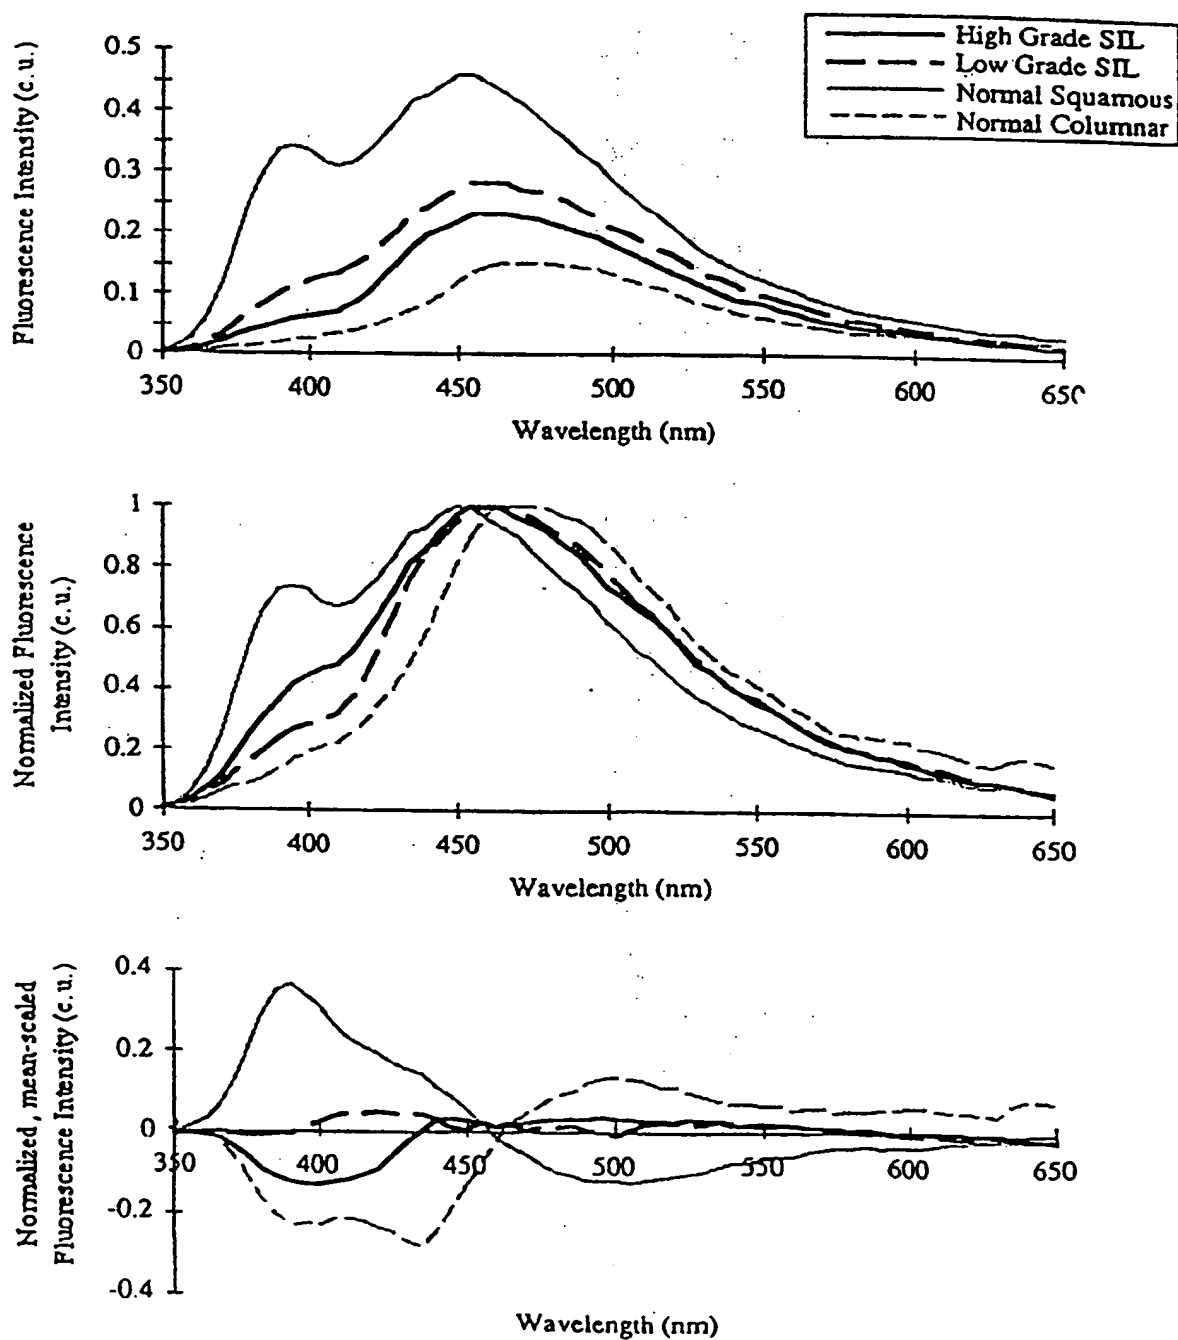 High Grade SIL
Low Grade SIL
Normal Squamous
Normal Columnar
Fluorescence Intensity (c. u.)
0.5
0.4
0.3
0.2
0.1
0
350 400 450 500 550 600 650
Wavelength (nm)
Normalized Fluorescence
Intensity (c. u.)
1
0.8
0.6
0.4
0.2
0
350 400 450 500 550 600 650
Wavelength (nm)
Normalized, mean-scaled
Fluorescence Intensity (c. u.)
0.4
0.2
0
-0.2
-0.4
350 400 450 500 550 600 650
Wavelength (nm)